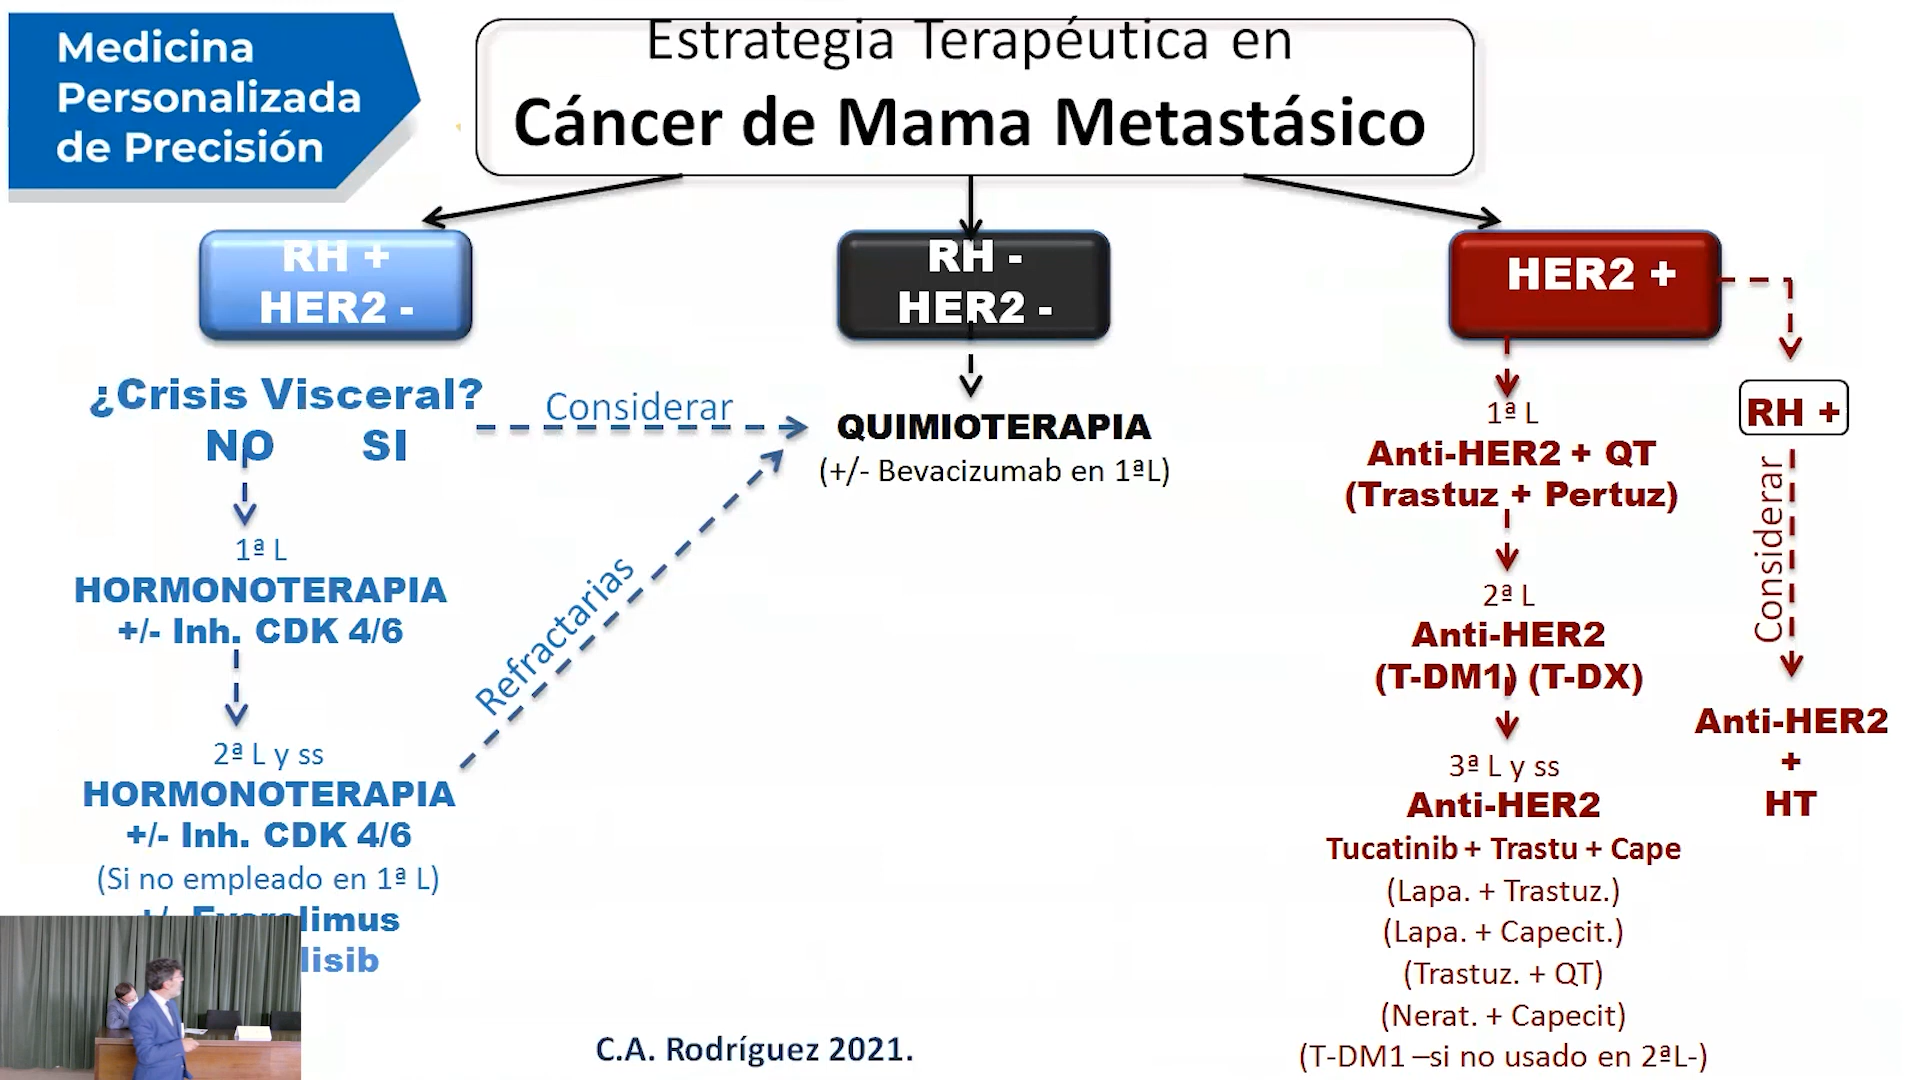 Medicina
Personalizada
de Precisión
Estrategia Terapéutica en
Cáncer de Mama Metastásico
RH +
HER2 -
RH -
HER2 -
HER2 +
¿Crisis Visceral?
NO SI
Considerar
1ª L
HORMONOTERAPIA
+/- Inh. CDK 4/6
2ª L y ss
HORMONOTERAPIA
+/- Inh. CDK 4/6
(Si no empleado en 1ª L)
Refractarias
QUIMIOTERAPIA
(+/- Bevacizumab en 1ªL)
1ª L
Anti-HER2 + QT
(Trastuz + Pertuz)
2ª L
Anti-HER2
(T-DM1) (T-DX)
3ª L y ss
Anti-HER2
Tucatinib + Trastu + Cape
(Lapa. + Trastuz.)
(Lapa. + Capecit.)
(Trastuz. + QT)
(Nerat. + Capecit)
(T-DM1 –si no usado en 2ªL-)
RH +
Considerar
Anti-HER2
+
HT
C.A. Rodríguez 2021.